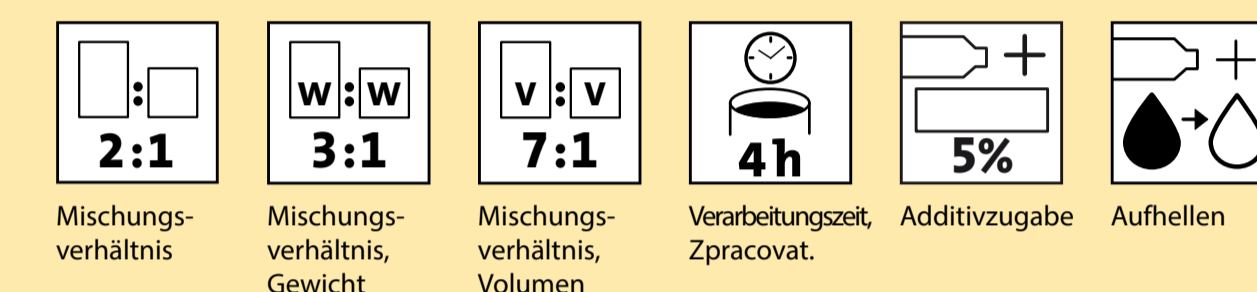 2:1
w:w
3:1
v:v
7:1
4h
+
5%
+
Mischungs-
verhältnis
Mischungs-
verhältnis,
Gewicht
Mischungs-
verhältnis,
Volumen
Verarbeitungszeit,
Zpracovat.
Additivzugabe
Aufhellen